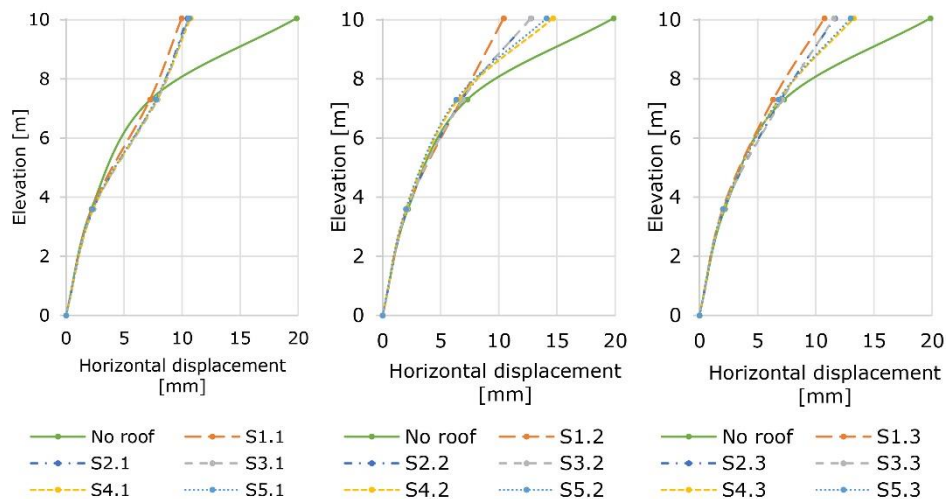 10
8
6
4
2
0
Elevation [m]
0 5 10 15 20
Horizontal displacement
[mm]
No roof S1.1
S2.1 S3.1
S4.1 S5.1
10
8
6
4
2
0
Elevation [m]
0 5 10 15 20
Horizontal displacement
[mm]
No roof S1.2
S2.2 S3.2
S4.2 S5.2
10
8
6
4
2
0
Elevation [m]
0 5 10 15 20
Horizontal displacement
[mm]
No roof S1.3
S2.3 S3.3
S4.3 S5.3